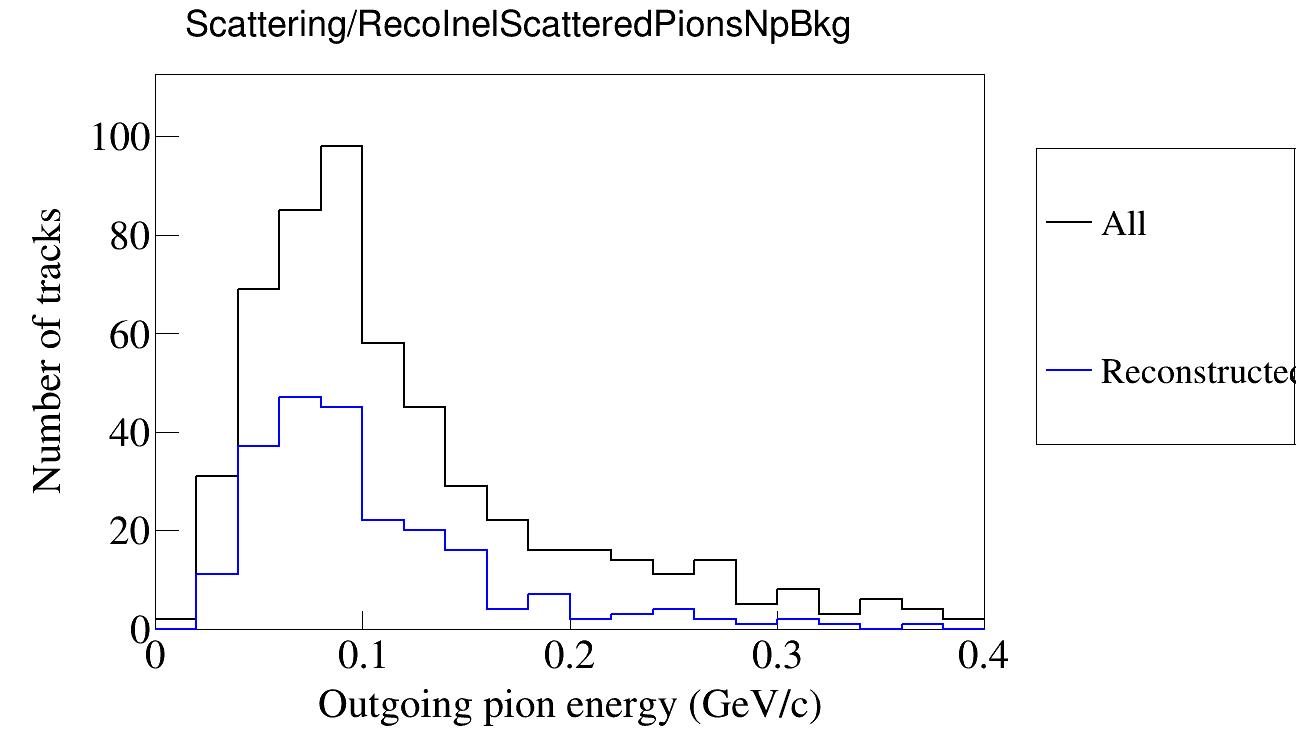 Scattering/RecoInelScatteredPionsNpBkg
100
80
60
40
20
0
0 0.1 0.2 0.3 0.4
Number of tracks
Outgoing pion energy (GeV/c)
All
Reconstructed